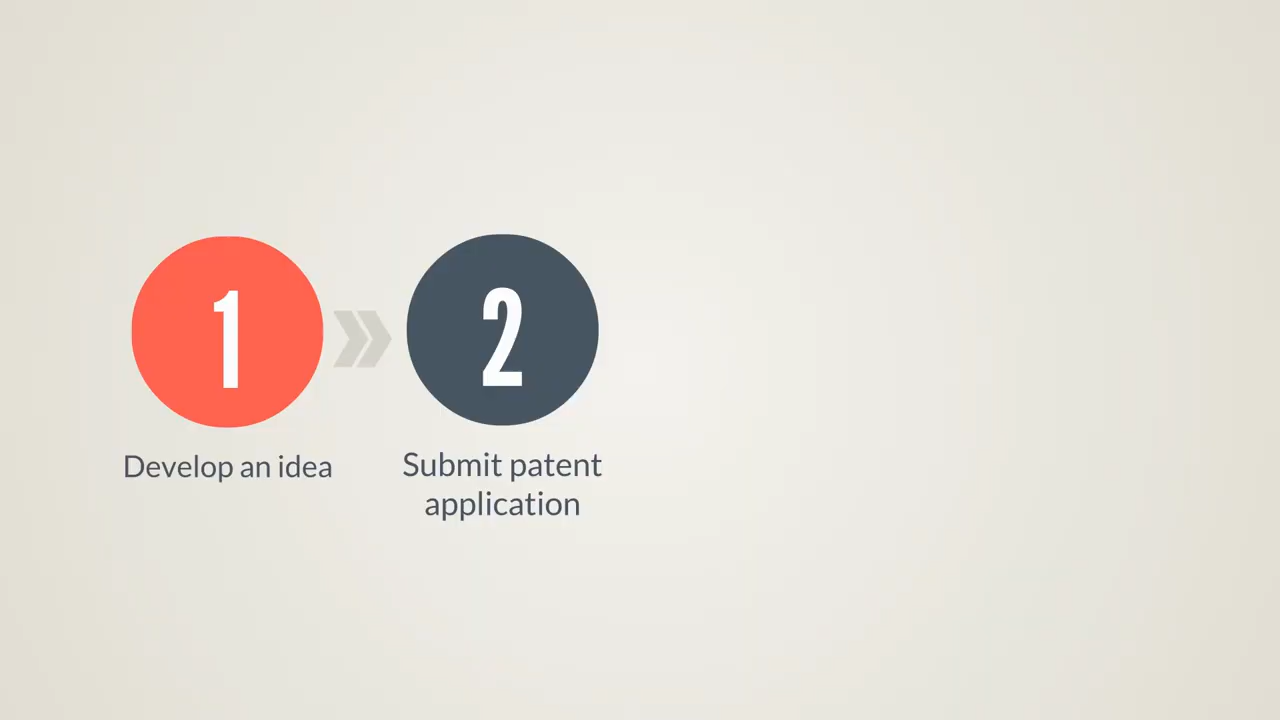 1
2
Develop an idea
Submit patent
application